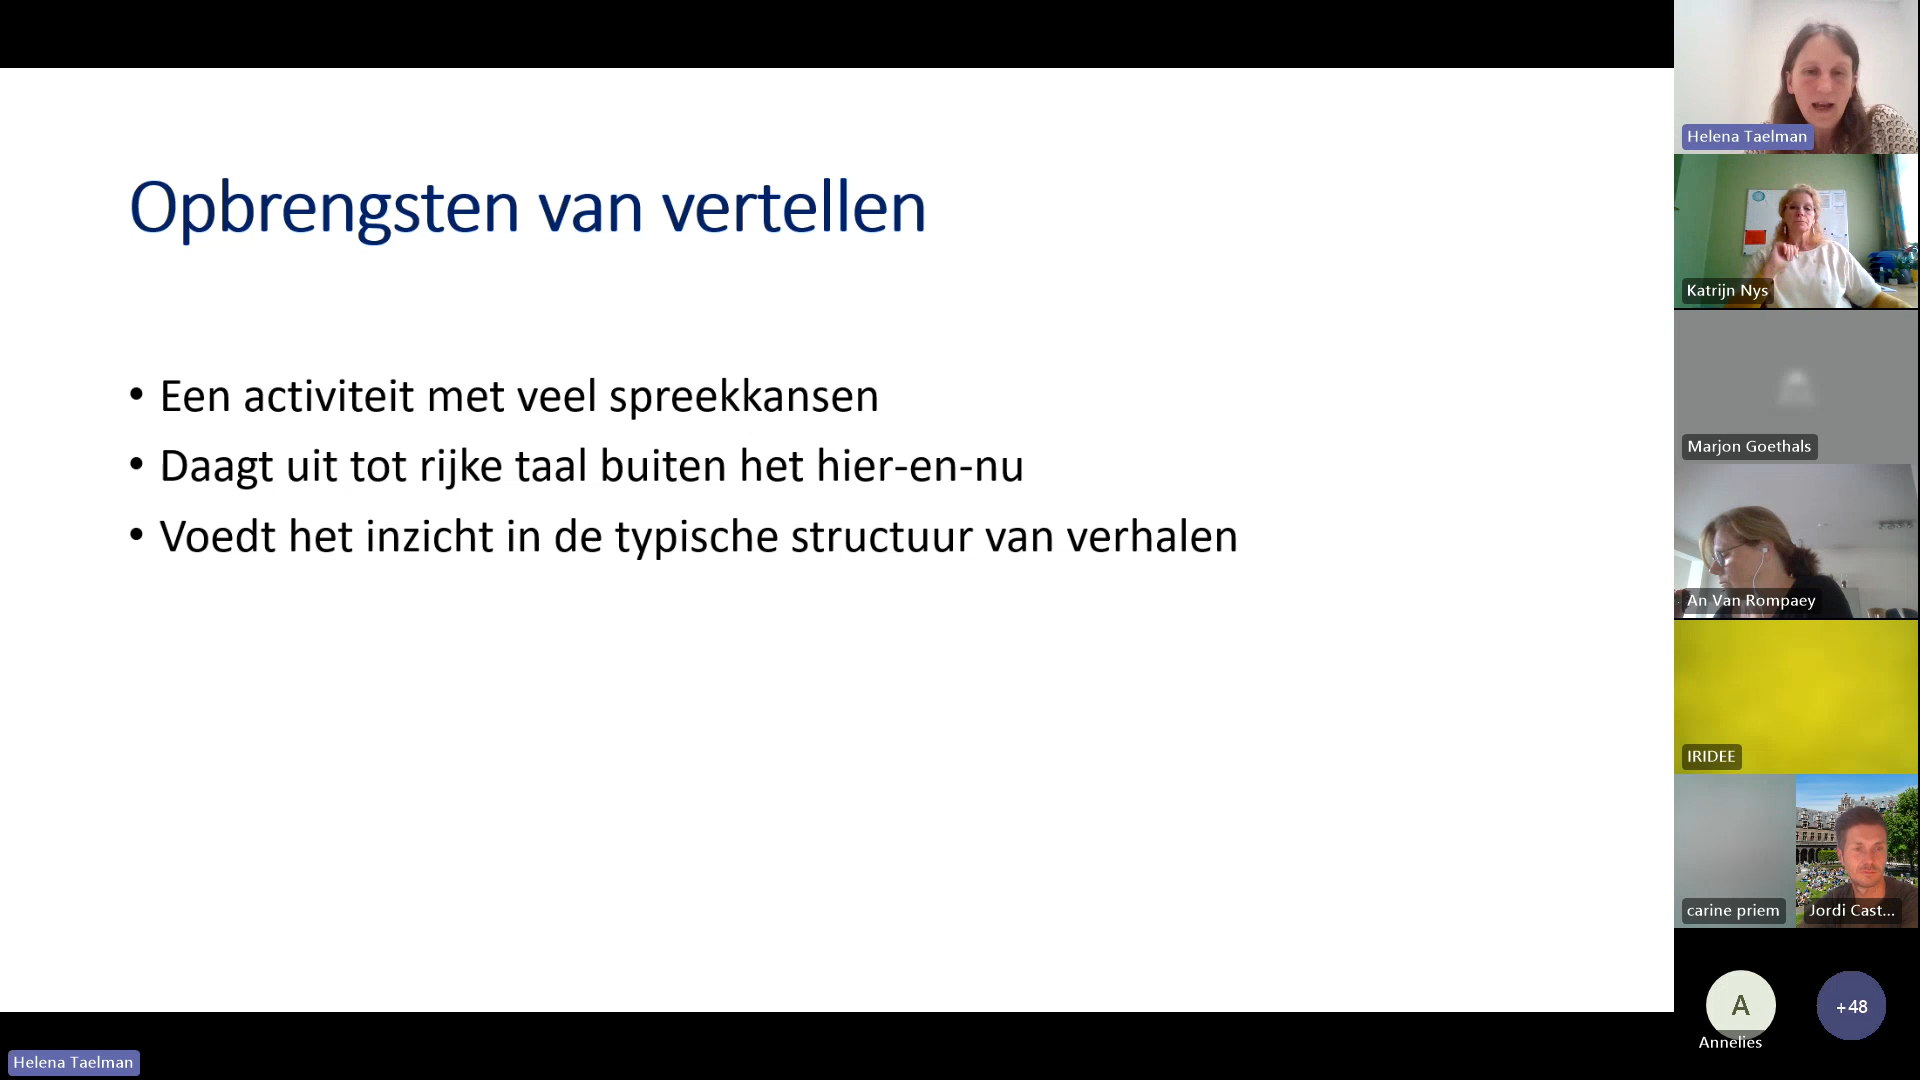 Opbrengsten van vertellen
• Een activiteit met veel spreekkansen
• Daagt uit tot rijke taal buiten het hier-en-nu
• Voedt het inzicht in de typische structuur van verhalen
Helena Taelman
Helena Taelman
Katrijn Nys
Marjon Goethals
An Van Rompaey
IRIDEE
carine priem
Jordi Cast...
A
Annelies
+48